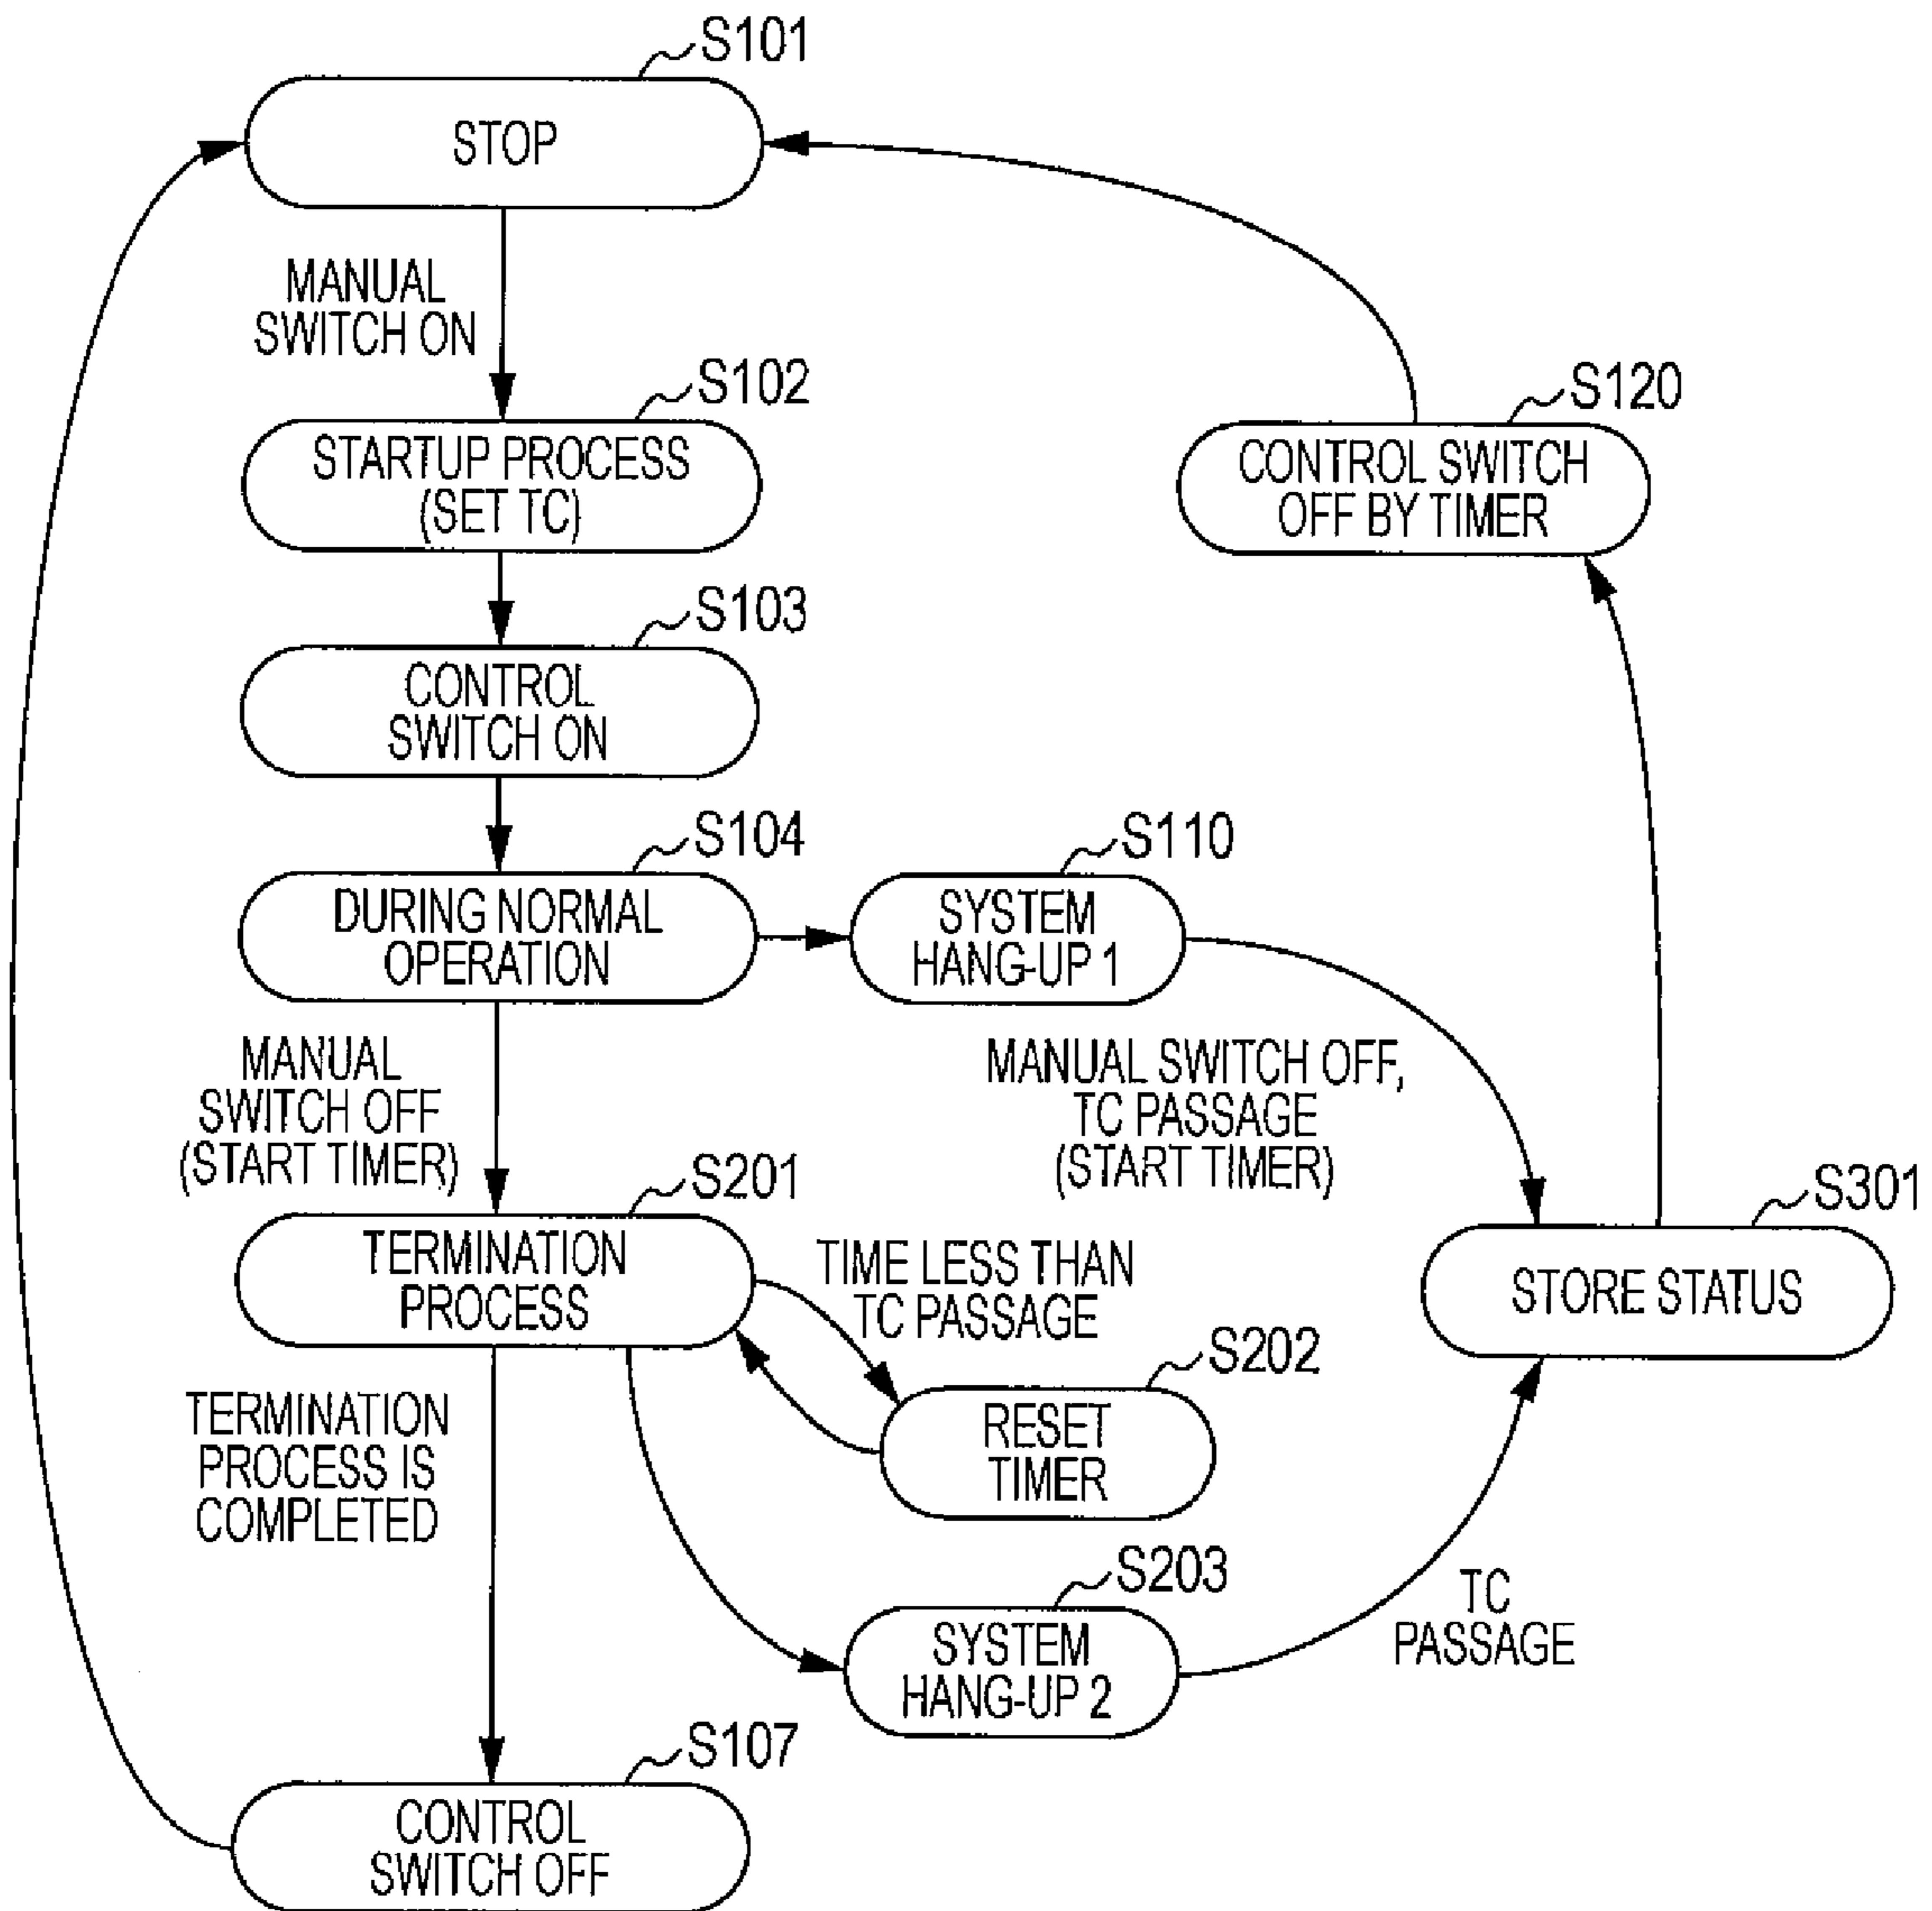 S101
STOP
MANUAL
SWITCH ON
S102
STARTUP PROCESS
(SET TC)
S120
CONTROL SWITCH
OFF BY TIMER
S103
CONTROL
SWITCH ON
S104
DURING NORMAL
OPERATION
S110
SYSTEM
HANG-UP 1
MANUAL
SWITCH OFF
(START TIMER)
MANUAL SWITCH OFF,
TC PASSAGE
(START TIMER)
S201
TERMINATION
PROCESS
TIME LESS THAN
TC PASSAGE
S301
STORE STATUS
S202
RESET
TIMER
TERMINATION
PROCESS IS
COMPLETED
S203
SYSTEM
HANG-UP 2
TC
PASSAGE
S107
CONTROL
SWITCH OFF